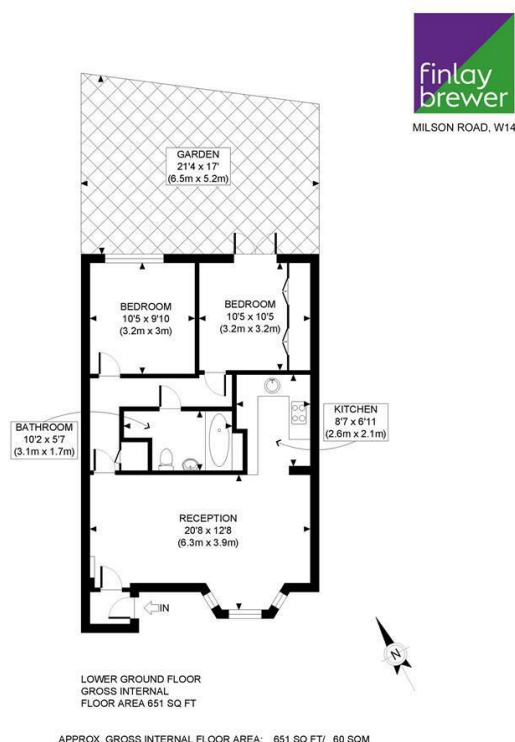 finlay
brewer
MILSON ROAD, W14
GARDEN
21'4 x 17'
(6.5m x 5.2m)
BEDROOM
10'5 x 9'10
(3.2m x 3m)
BEDROOM
10'5 x 10'5
(3.2m x 3.2m)
BATHROOM
10'2 x 5'7
(3.1m x 1.7m)
KITCHEN
8'7 x 6'11
(2.6m x 2.1m)
RECEPTION
20'8 x 12'8
(6.3m x 3.9m)
IN
N
LOWER GROUND FLOOR
GROSS INTERNAL
FLOOR AREA 651 SQ FT
APPROX. GROSS INTERNAL FLOOR AREA: 651 SQ FT/ 60 SQM